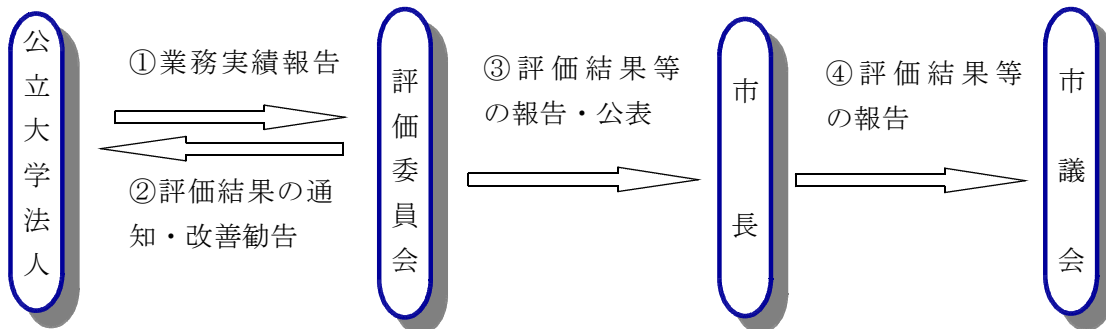 公立大学法人
①業務実績報告
②評価結果の通
知・改善勧告
評価委員会
③評価結果等
の報告・公表
市長
④評価結果等
の報告
市議会